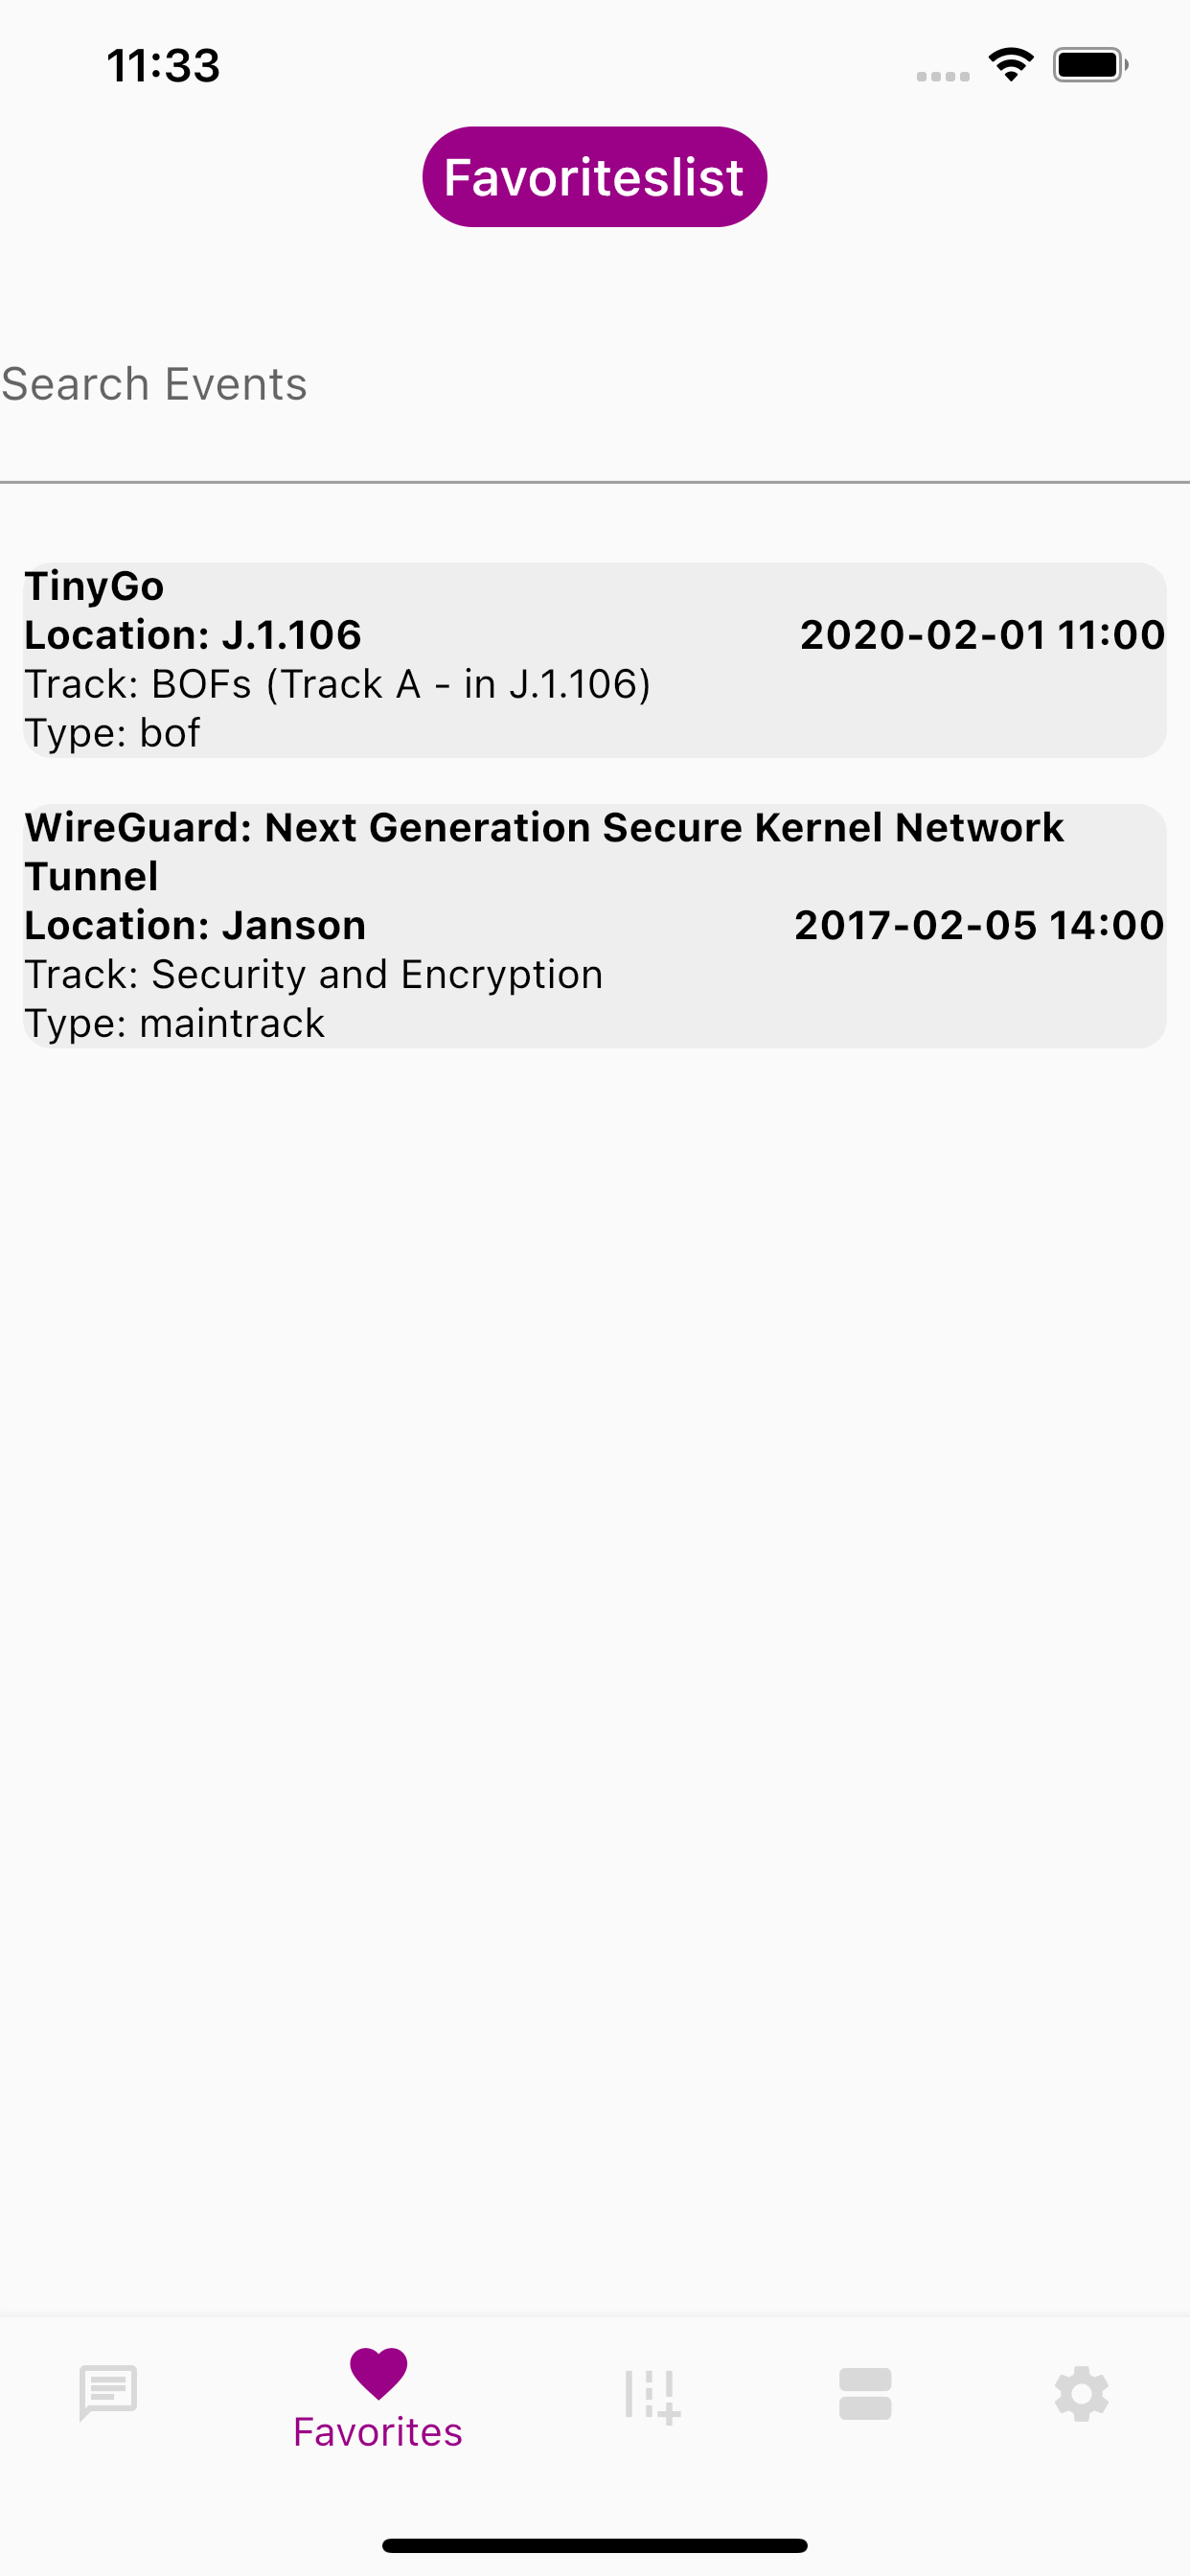 11:33
Favoriteslist
Search Events
TinyGo
Location: J.1.106 2020-02-01 11:00
Track: BOFs (Track A - in J.1.106)
Type: bof
WireGuard: Next Generation Secure Kernel Network
Tunnel
Location: Janson 2017-02-05 14:00
Track: Security and Encryption
Type: maintrack
Favorites